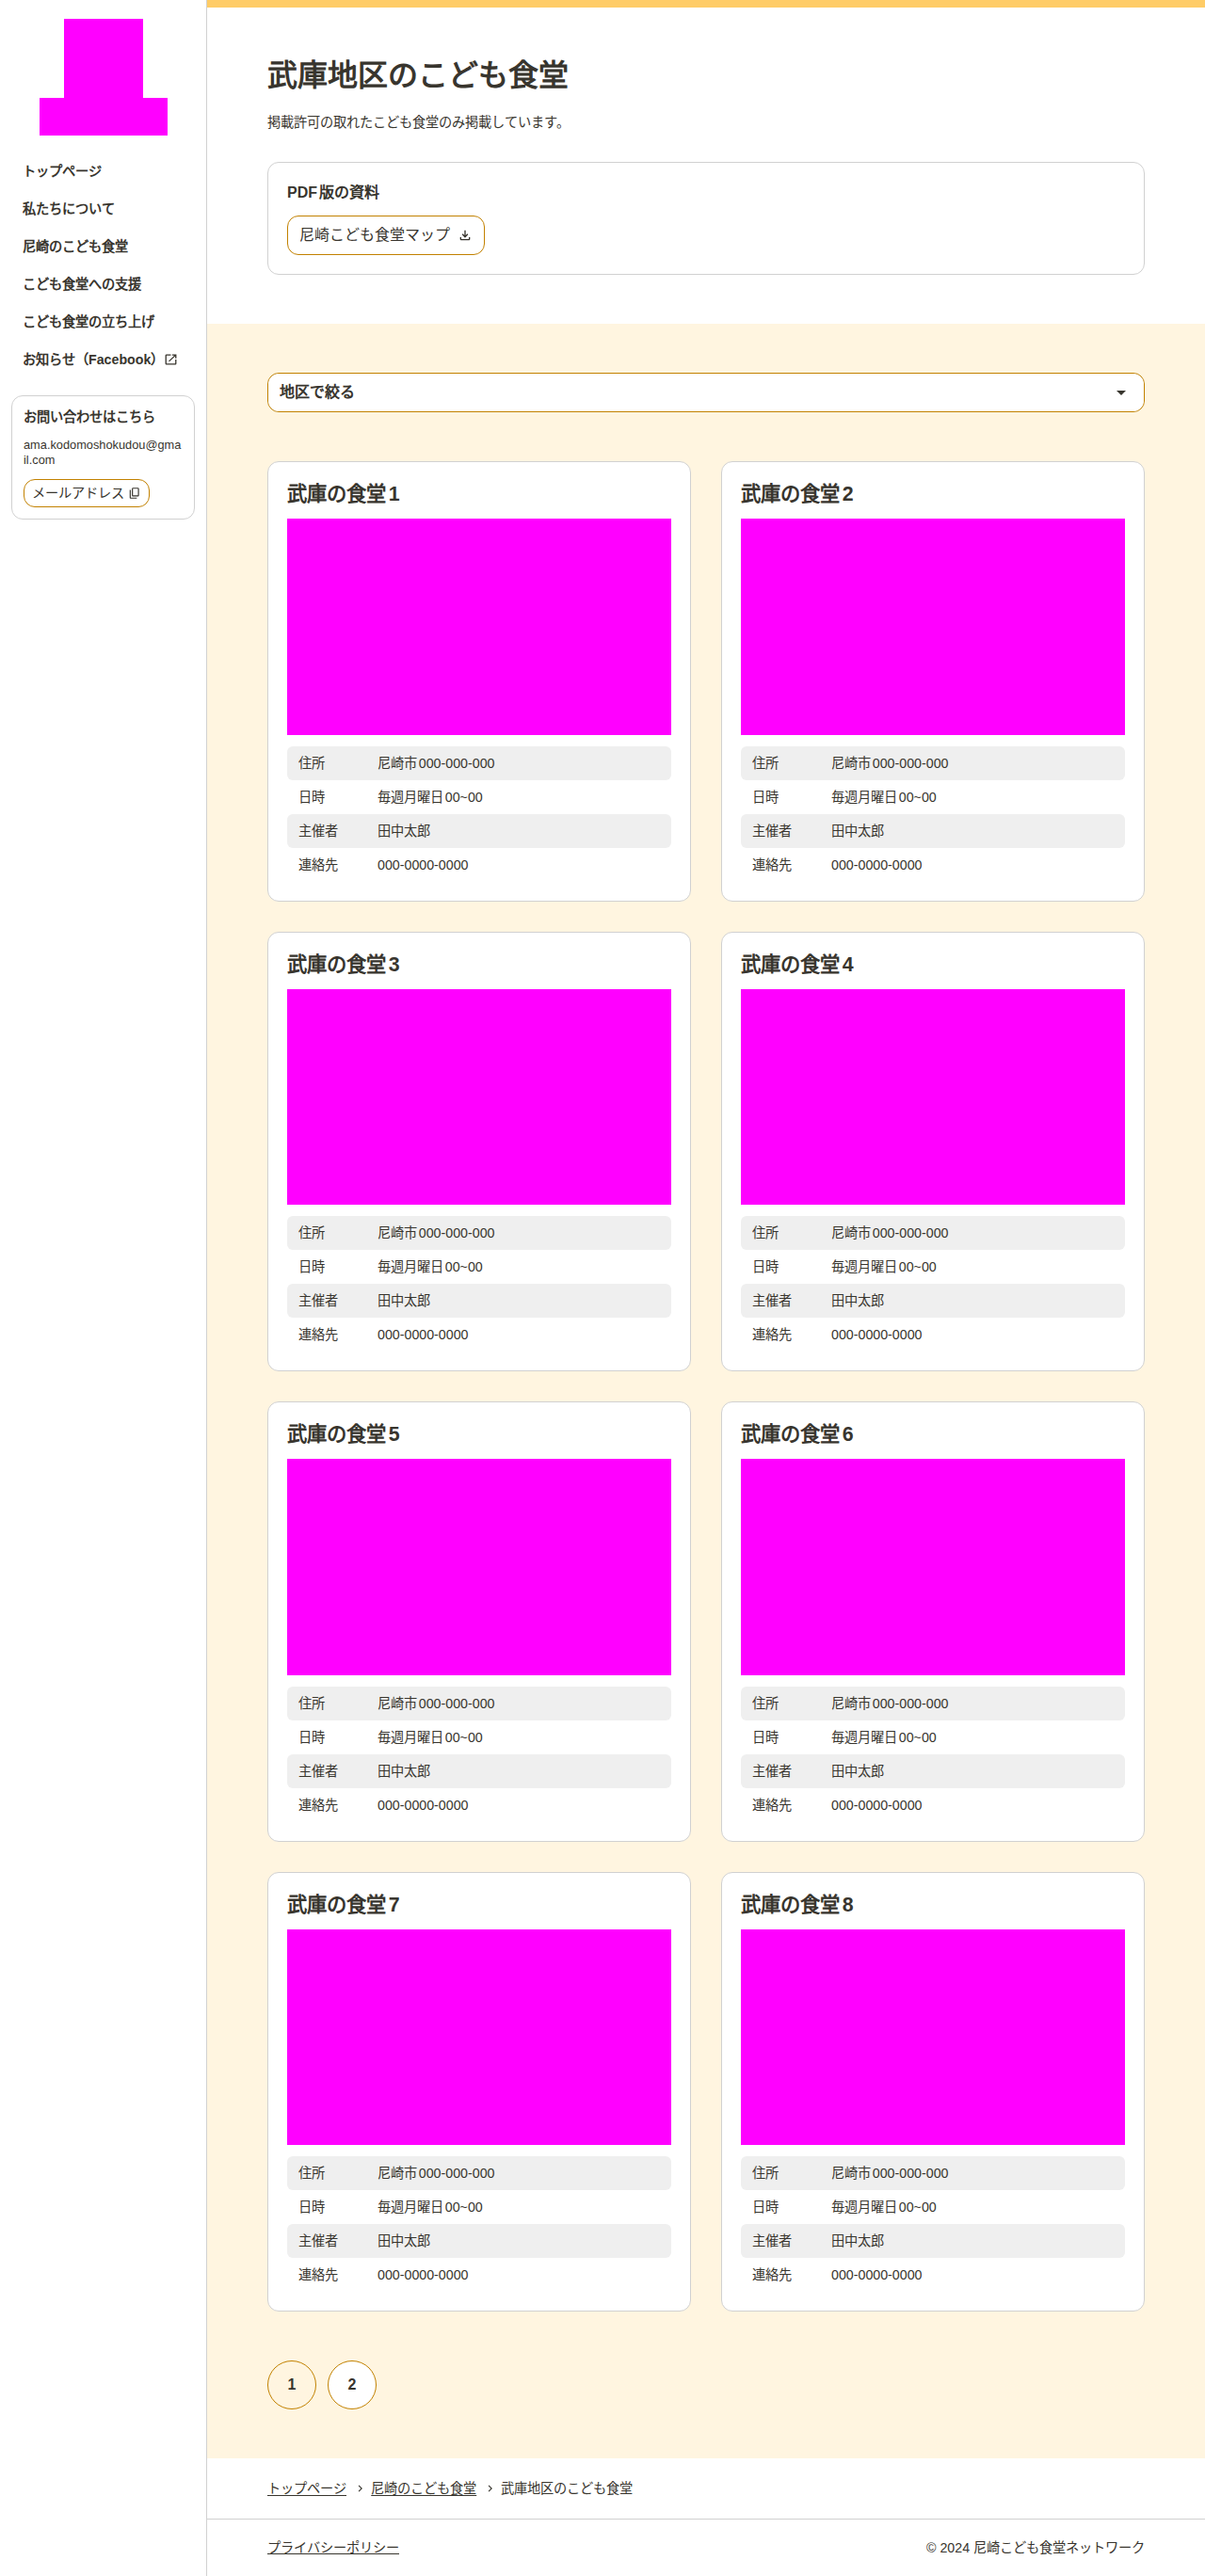 トップページ
私たちについて
尼崎のこども食堂
こども食堂への支援
こども食堂の立ち上げ
お知らせ（Facebook）
お問い合わせはこちら
ama.kodomoshokudou@gma
il.com
メールアドレス
武庫地区のこども食堂
掲載許可の取れたこども食堂のみ掲載しています。
PDF版の資料
尼崎こども食堂マップ
地区で絞る
武庫の食堂1
住所 尼崎市000-000-000
日時 毎週月曜日00~00
主催者 田中太郎
連絡先 000-0000-0000
武庫の食堂2
住所 尼崎市000-000-000
日時 毎週月曜日00~00
主催者 田中太郎
連絡先 000-0000-0000
武庫の食堂3
住所 尼崎市000-000-000
日時 毎週月曜日00~00
主催者 田中太郎
連絡先 000-0000-0000
武庫の食堂4
住所 尼崎市000-000-000
日時 毎週月曜日00~00
主催者 田中太郎
連絡先 000-0000-0000
武庫の食堂5
住所 尼崎市000-000-000
日時 毎週月曜日00~00
主催者 田中太郎
連絡先 000-0000-0000
武庫の食堂6
住所 尼崎市000-000-000
日時 毎週月曜日00~00
主催者 田中太郎
連絡先 000-0000-0000
武庫の食堂7
住所 尼崎市000-000-000
日時 毎週月曜日00~00
主催者 田中太郎
連絡先 000-0000-0000
武庫の食堂8
住所 尼崎市000-000-000
日時 毎週月曜日00~00
主催者 田中太郎
連絡先 000-0000-0000
1 2
トップページ › 尼崎のこども食堂 › 武庫地区のこども食堂
プライバシーポリシー © 2024 尼崎こども食堂ネットワーク